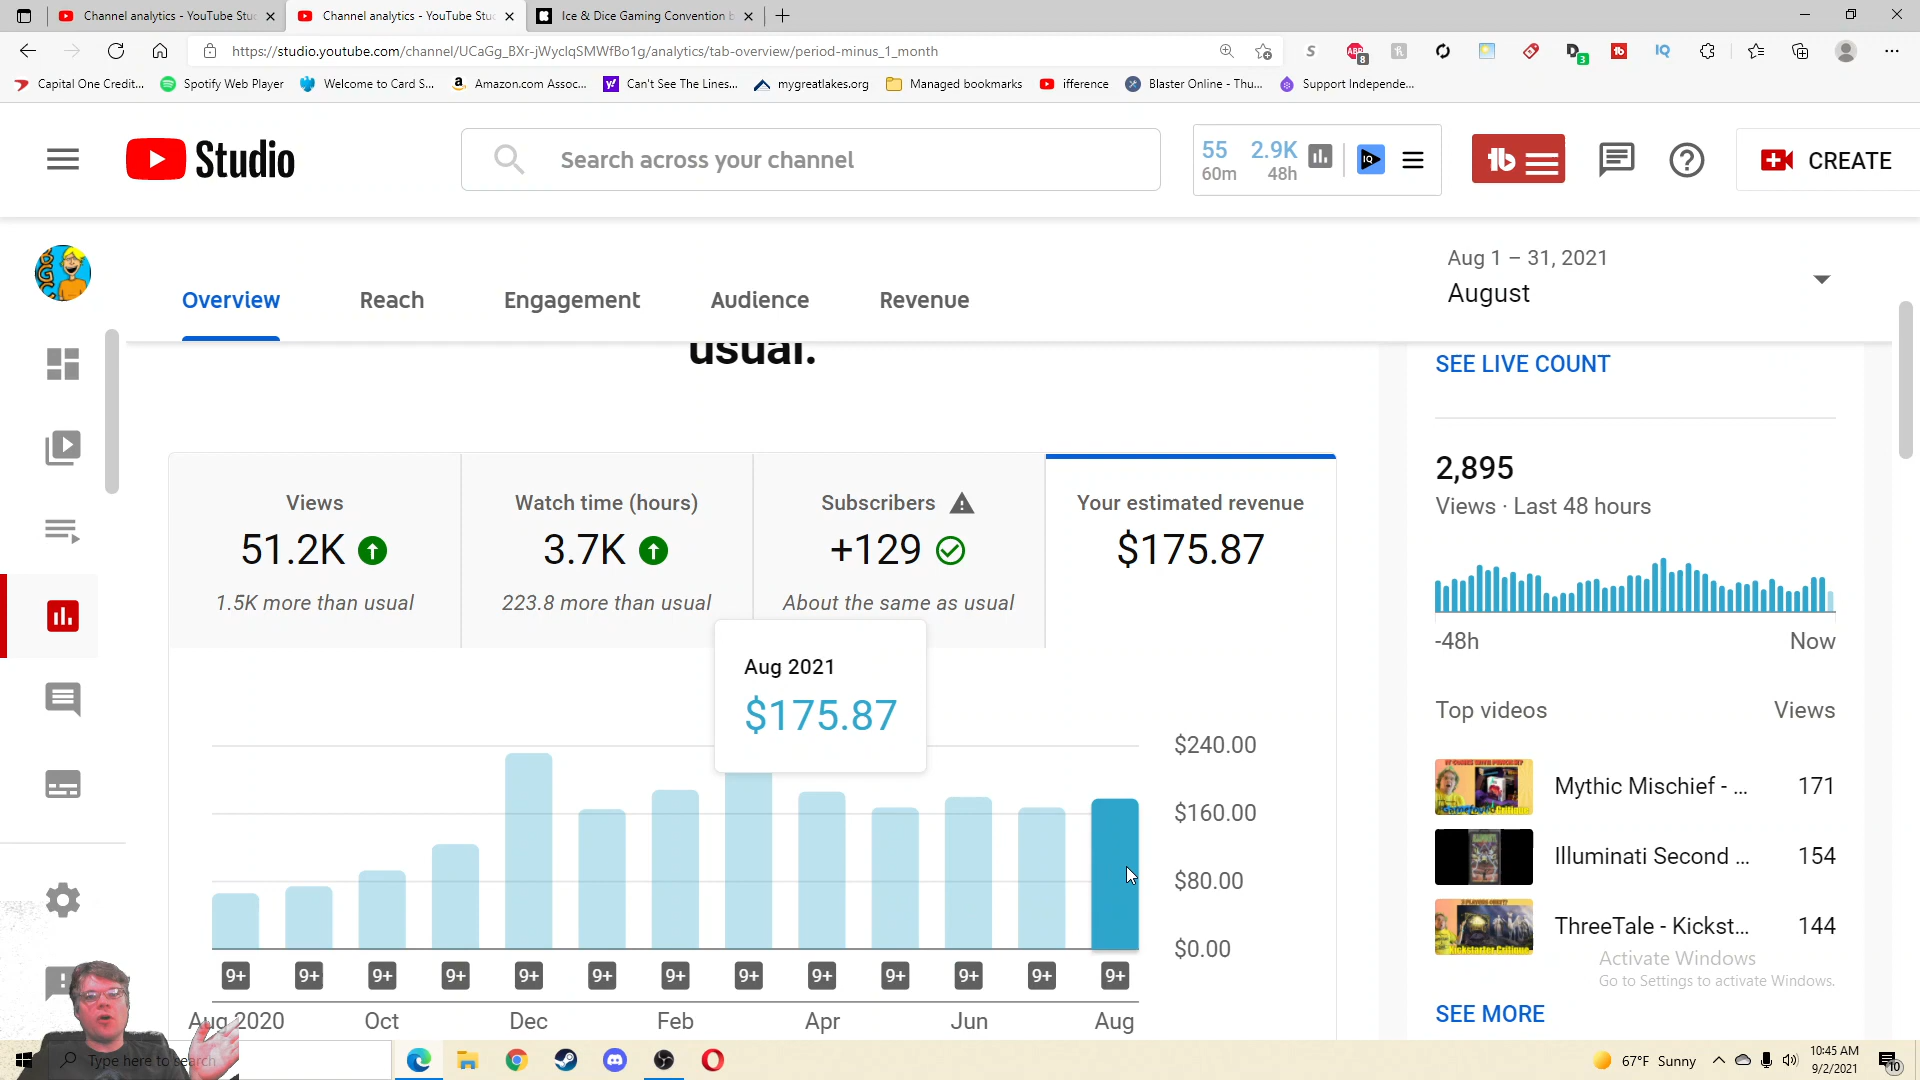 Channel analytics - YouTube Stu
Channel analytics - YouTube Stu
Ice & Dice Gaming Convention b
https://studio.youtube.com/channel/UCaGg_BXr-jWyclqSMWfBo1g/analytics/tab-overview/period-minus_1_month
Capital One Credit...
Spotify Web Player
Welcome to Card S...
Amazon.com Assoc...
Can't See The Lines...
mygreatlakes.org
Managed bookmarks
ifference
Blaster Online - Thu...
Support Independe...
Studio
Search across your channel
55
60m
2.9K
48h
CREATE
Overview
Reach
Engagement
Audience
Revenue
Aug 1 – 31, 2021
August
usual.
SEE LIVE COUNT
Views
51.2K
1.5K more than usual
Watch time (hours)
3.7K
223.8 more than usual
Subscribers
+129
About the same as usual
Your estimated revenue
$175.87
Aug 2021
$175.87
$240.00
$160.00
$80.00
$0.00
9+ 9+ 9+ 9+ 9+ 9+ 9+ 9+ 9+ 9+ 9+ 9+ 9+
Aug 2020 Oct Dec Feb Apr Jun Aug
2,895
Views · Last 48 hours
-48h Now
Top videos Views
Mythic Mischief - ... 171
Illuminati Second ... 154
ThreeTale - Kickst... 144
Activate Windows
Go to Settings to activate Windows.
SEE MORE
Type here to search
67°F Sunny
10:45 AM
9/2/2021
10